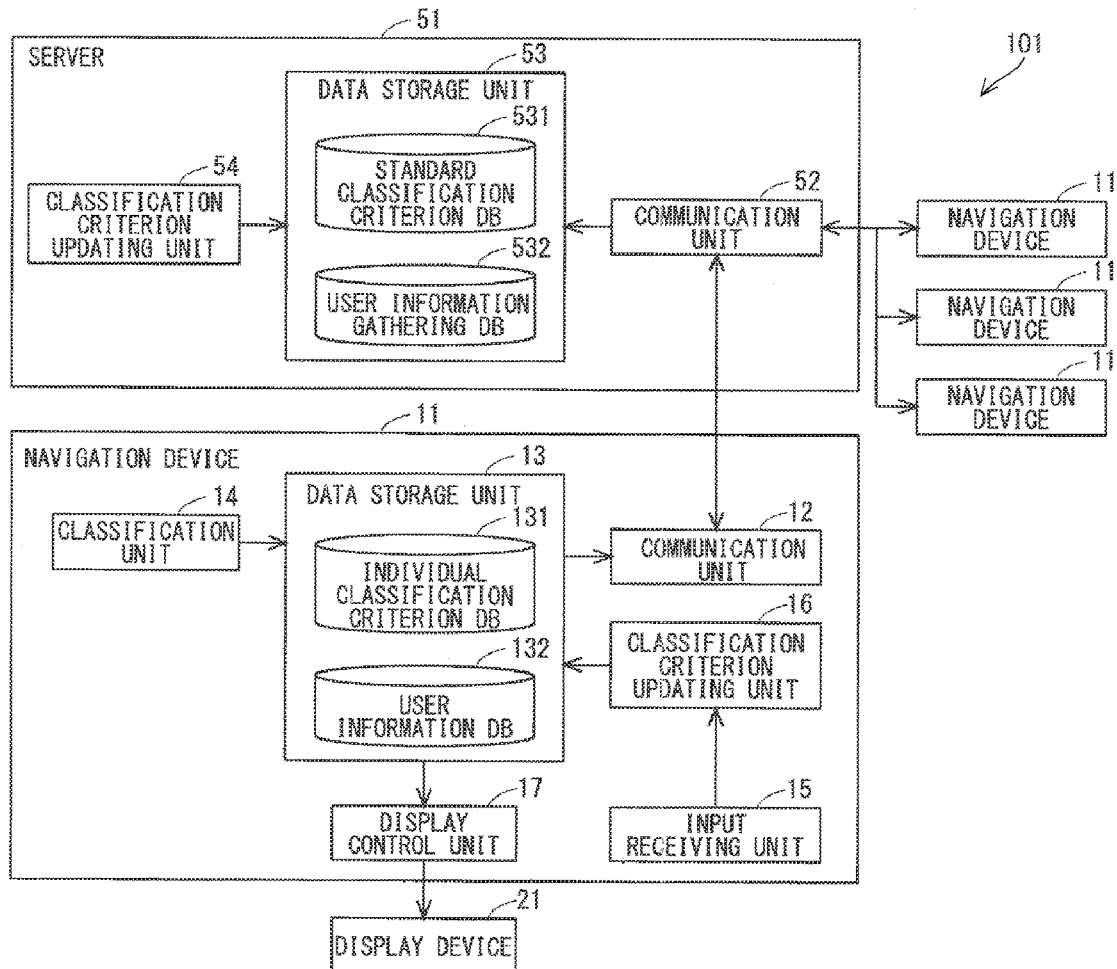 51
101
SERVER
53
DATA STORAGE UNIT
531
STANDARD
CLASSIFICATION
CRITERION DB
54
CLASSIFICATION
CRITERION
UPDATING UNIT
52
COMMUNICATION
UNIT
11
NAVIGATION
DEVICE
532
USER INFORMATION
GATHERING DB
11
NAVIGATION
DEVICE
11
NAVIGATION
DEVICE
11
NAVIGATION DEVICE
13
DATA STORAGE UNIT
14
CLASSIFICATION
UNIT
131
INDIVIDUAL
CLASSIFICATION
CRITERION DB
12
COMMUNICATION
UNIT
132
USER
INFORMATION DB
16
CLASSIFICATION
CRITERION
UPDATING UNIT
17
DISPLAY
CONTROL UNIT
15
INPUT
RECEIVING UNIT
21
DISPLAY DEVICE